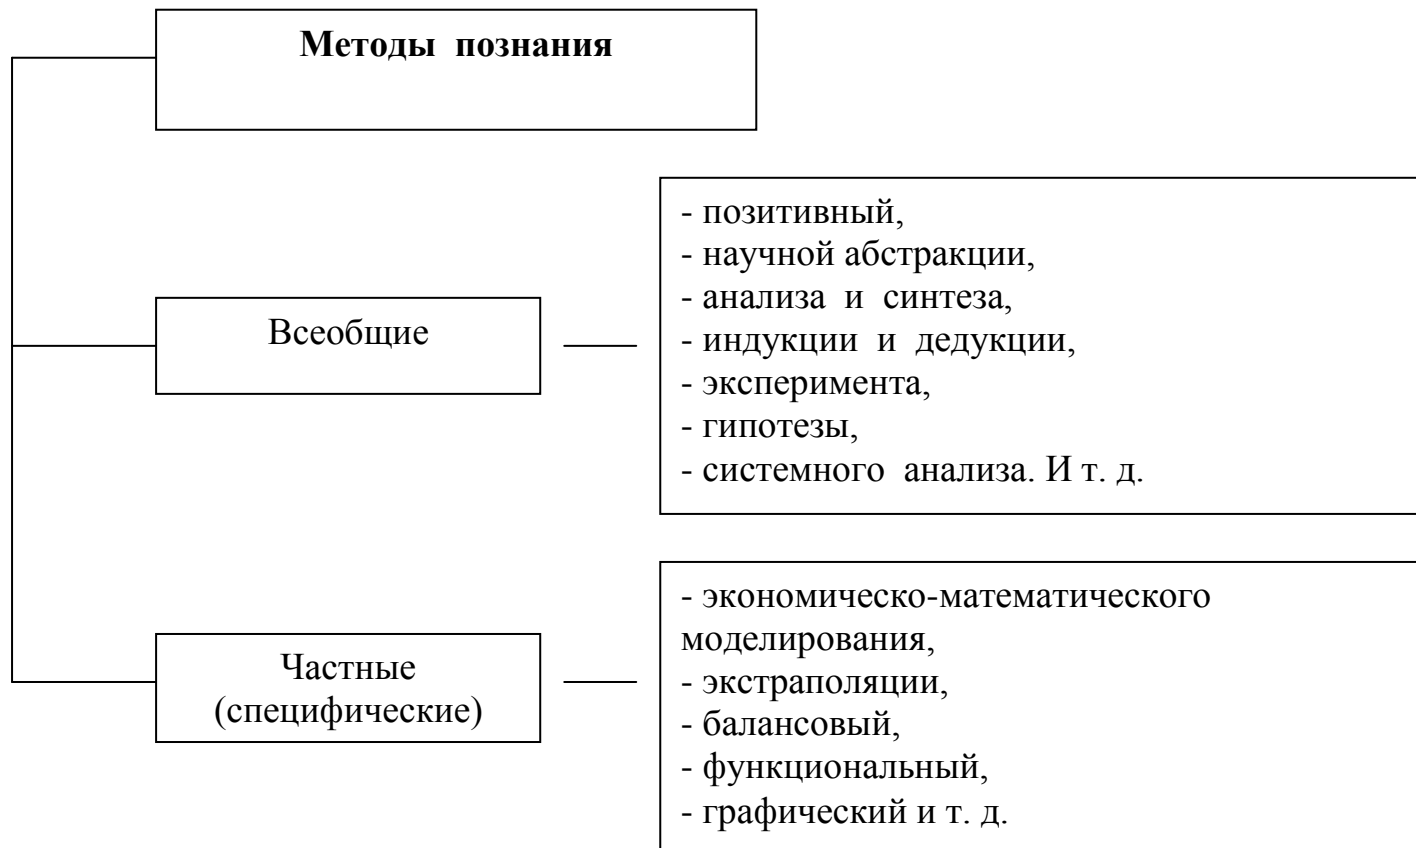 Методы познания
Всеобщие
- позитивный,
- научной абстракции,
- анализа и синтеза,
- индукции и дедукции,
- эксперимента,
- гипотезы,
- системного анализа. И т. д.
Частные
(специфические)
- экономическо-математического
моделирования,
- экстраполяции,
- балансовый,
- функциональный,
- графический и т. д.